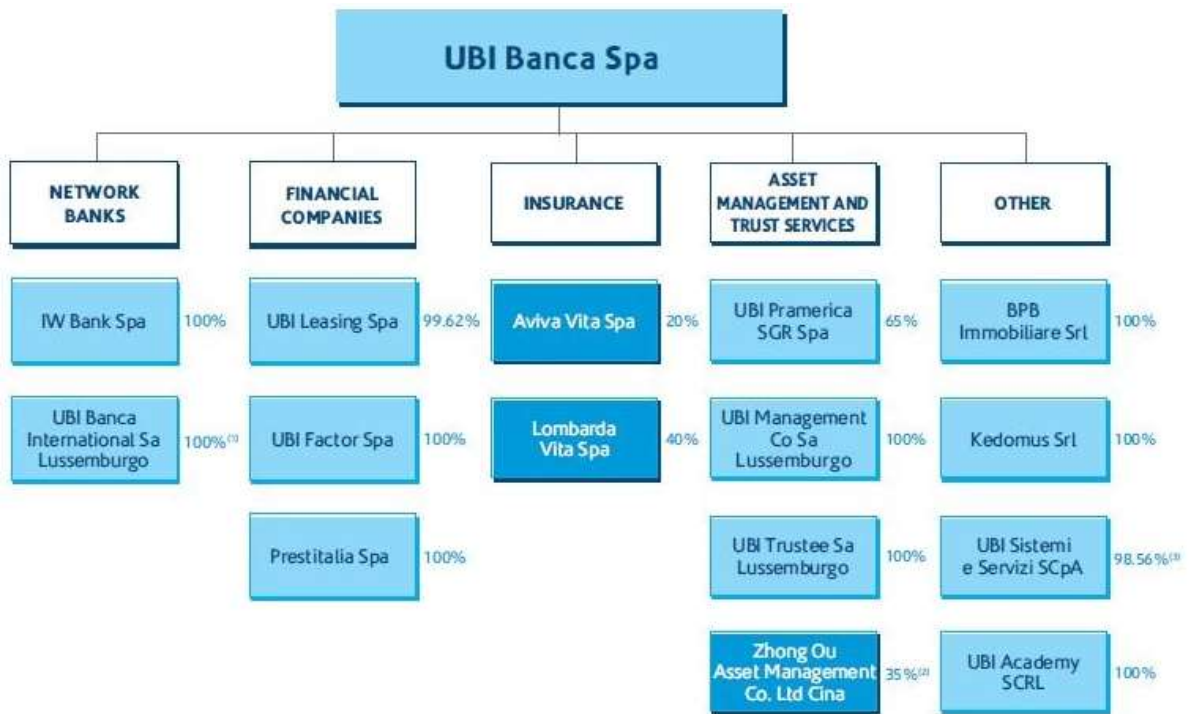 UBI Banca Spa
NETWORK
BANKS
FINANCIAL
COMPANIES
INSURANCE
ASSET
MANAGEMENT AND
TRUST SERVICES
OTHER
IW Bank Spa
100%
UBI Leasing Spa
99.62%
Aviva Vita Spa
20%
UBI Pramerica
SGR Spa
65%
BPB
Immobiliare Srl
100%
UBI Banca
International Sa
Lussemburgo
100%(1)
UBI Factor Spa
100%
Lombarda
Vita Spa
40%
UBI Management
Co Sa
Lussemburgo
100%
Kedomus Srl
100%
Prestitalia Spa
100%
UBI Trustee Sa
Lussemburgo
100%
UBI Sistemi
e Servizi SCpA
98.56%(3)
Zhong Ou
Asset Management
Co. Ltd Cina
35%(2)
UBI Academy
SCRL
100%